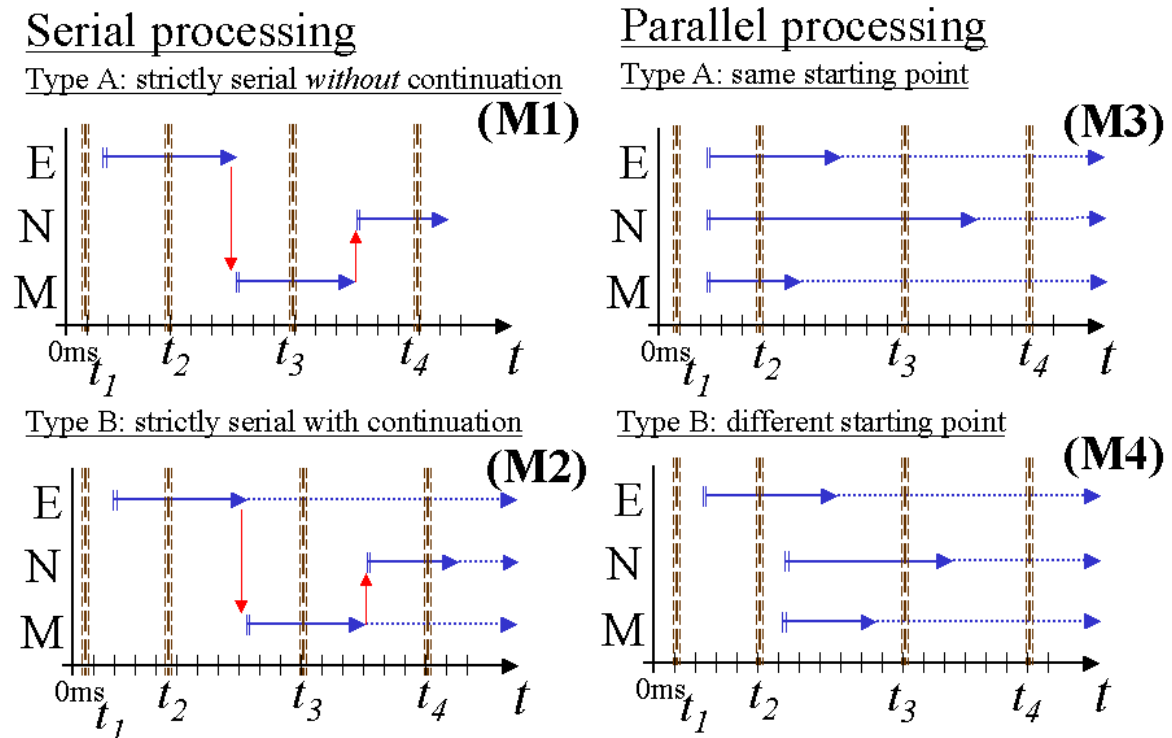 Serial processing
Type A: strictly serial without continuation
(M1)
E
N
M
0ms
t1
t2
t3
t4
t
Type B: strictly serial with continuation
(M2)
E
N
M
0ms
t1
t2
t3
t4
t
Parallel processing
Type A: same starting point
(M3)
E
N
M
0ms
t1
t2
t3
t4
t
Type B: different starting point
(M4)
E
N
M
0ms
t1
t2
t3
t4
t